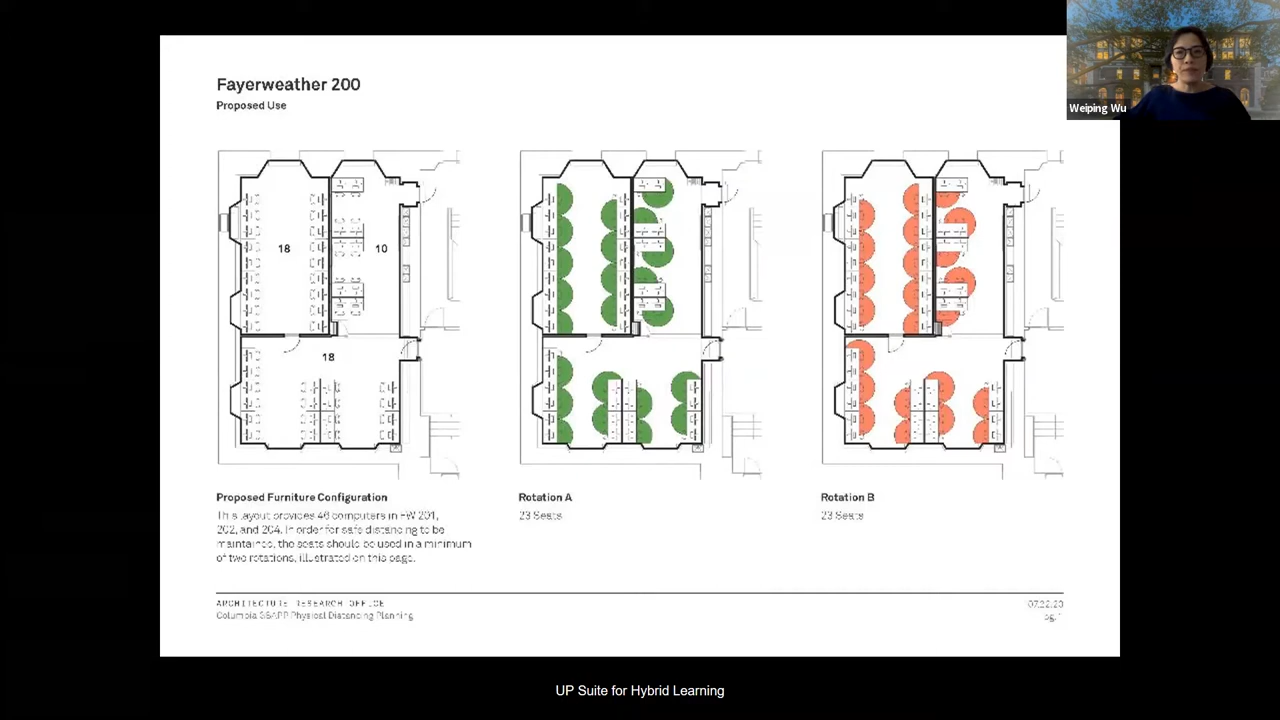 Fayerweather 200
Proposed Use
Weiping Wu
18
10
18
Proposed Furniture Configuration
This layout provides 46 computers in FW 201,
202, and 204. In order for safe distancing to be
maintained, the seats should be used in a minimum
of two rotations, illustrated on this page.
Rotation A
23 Seats
Rotation B
23 Seats
ARCHITECTURE RESEARCH OFFICE
Columbia GSAPP Physical Distancing Planning
07.22.20
UP Suite for Hybrid Learning